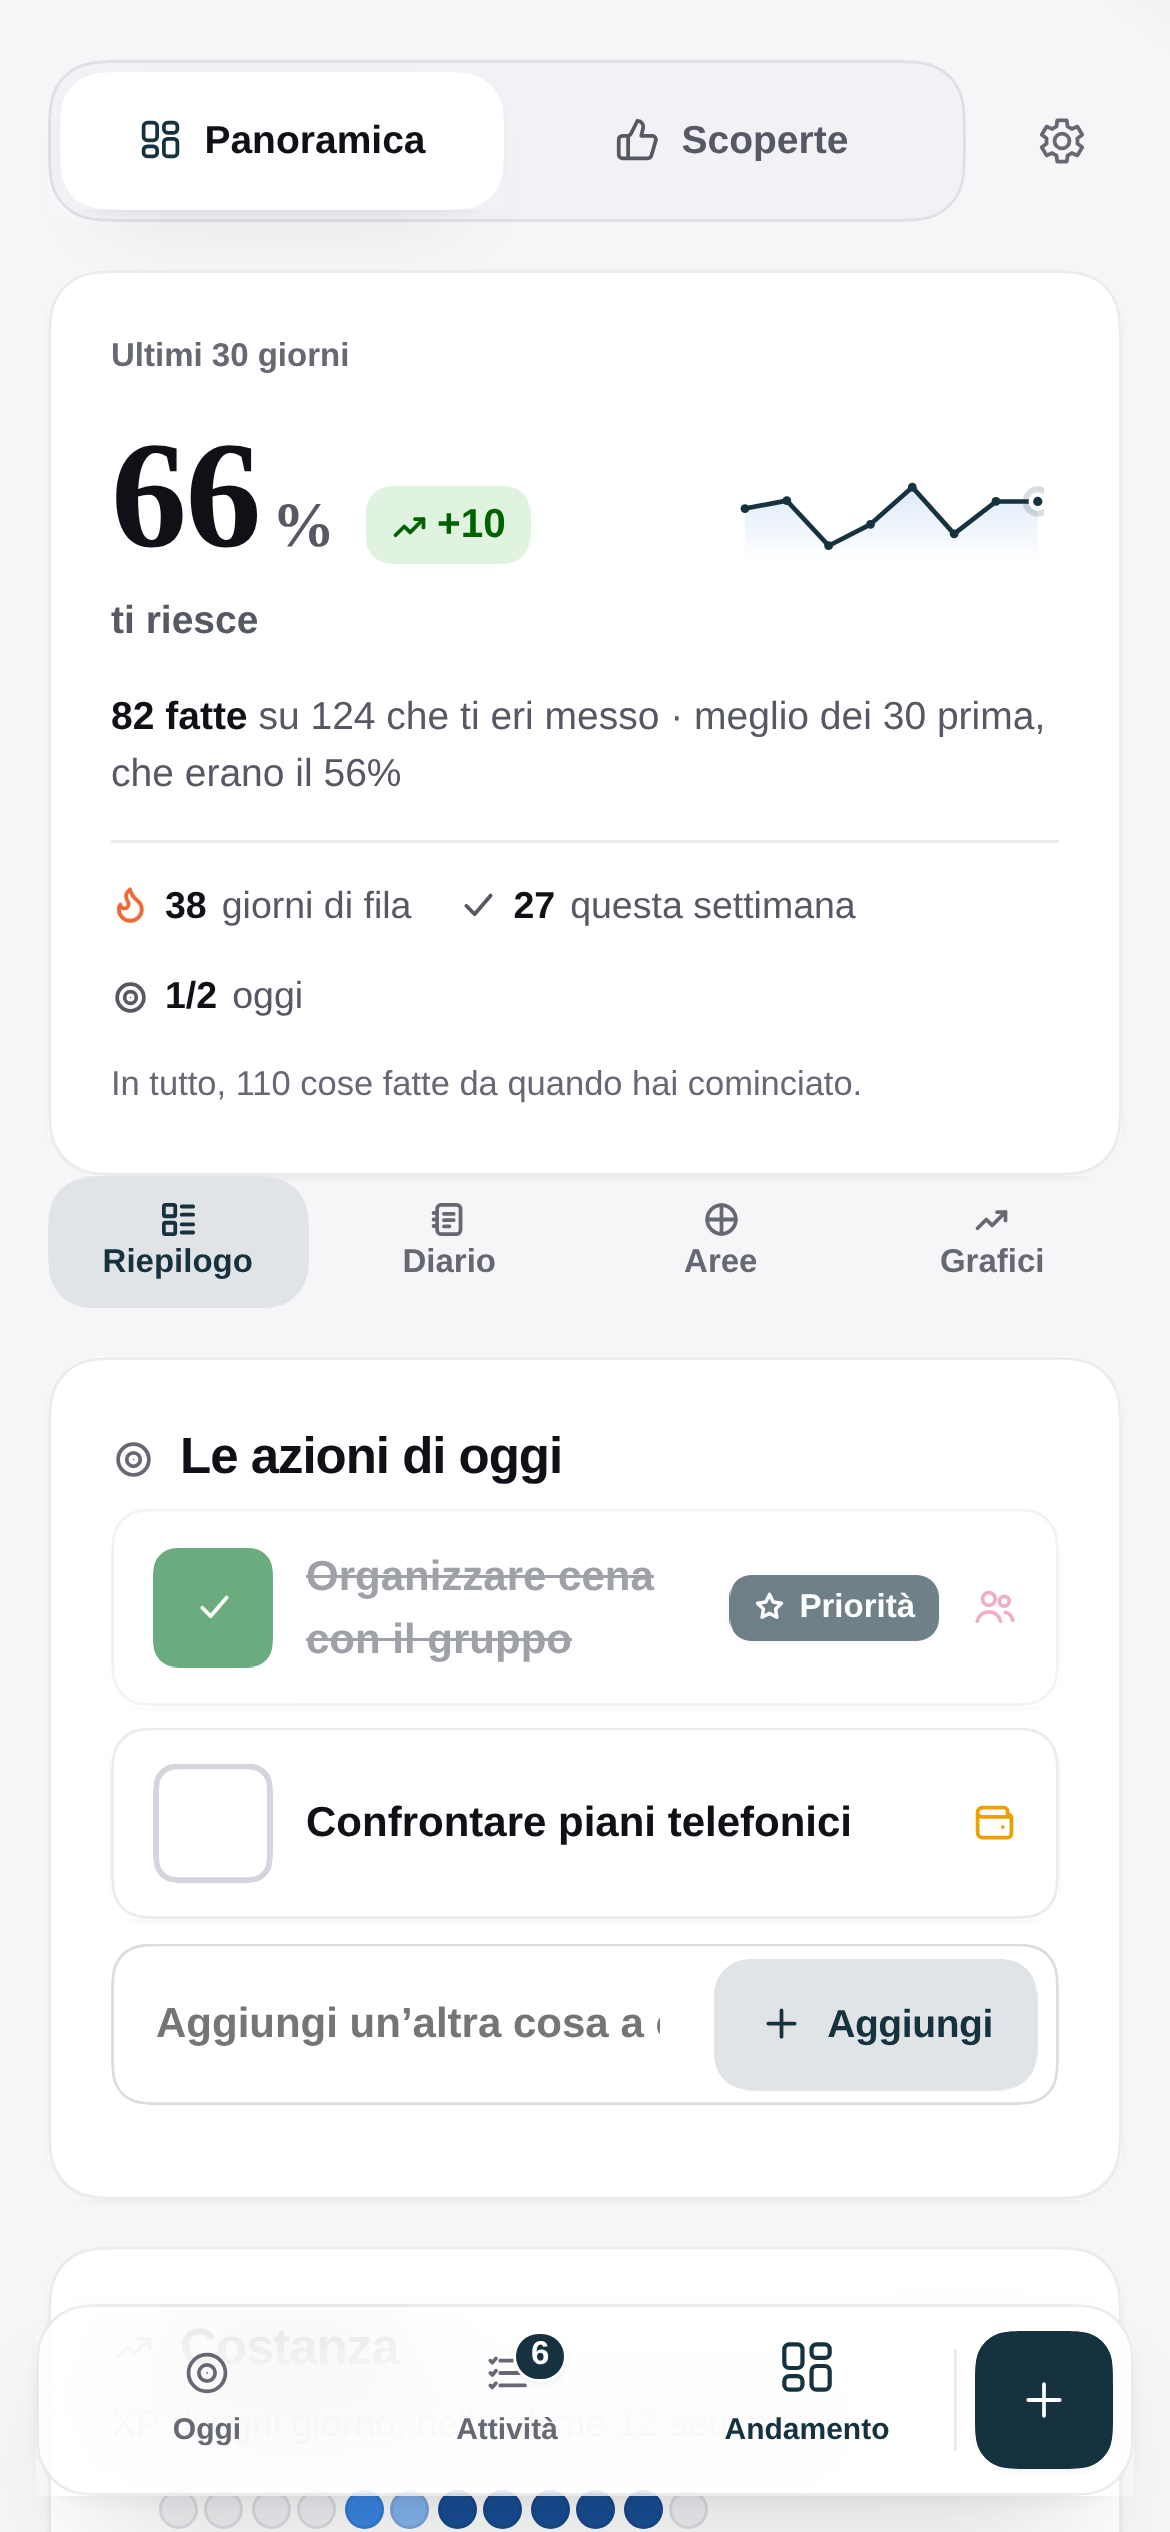 Panoramica
Scoperte
Ultimi 30 giorni
66 %
+10
ti riesce
82 fatte su 124 che ti eri messo · meglio dei 30 prima,
che erano il 56%
38 giorni di fila
27 questa settimana
1/2 oggi
In tutto, 110 cose fatte da quando hai cominciato.
Riepilogo
Diario
Aree
Grafici
Le azioni di oggi
Organizzare cena
con il gruppo
Priorità
Confrontare piani telefonici
Aggiungi un’altra cosa a
Aggiungi
Costanza
XP giorno, 12
6
Oggi
Attività
Andamento